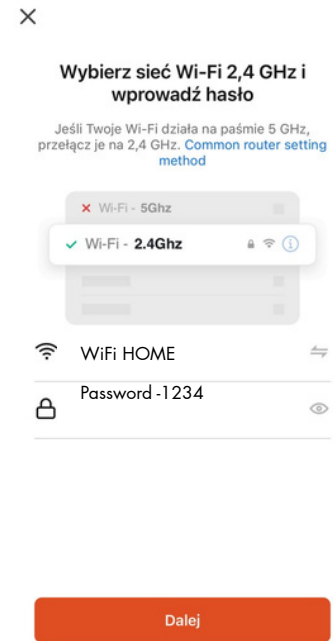 Wybierz sieć Wi-Fi 2,4 GHz i
wprowadź hasło
Jeśli Twoje Wi-Fi działa na paśmie 5 GHz,
przełącz je na 2,4 GHz. Common router setting
method
Wi-Fi - 5Ghz
Wi-Fi - 2.4Ghz
WiFi HOME
Password -1234
Dalej